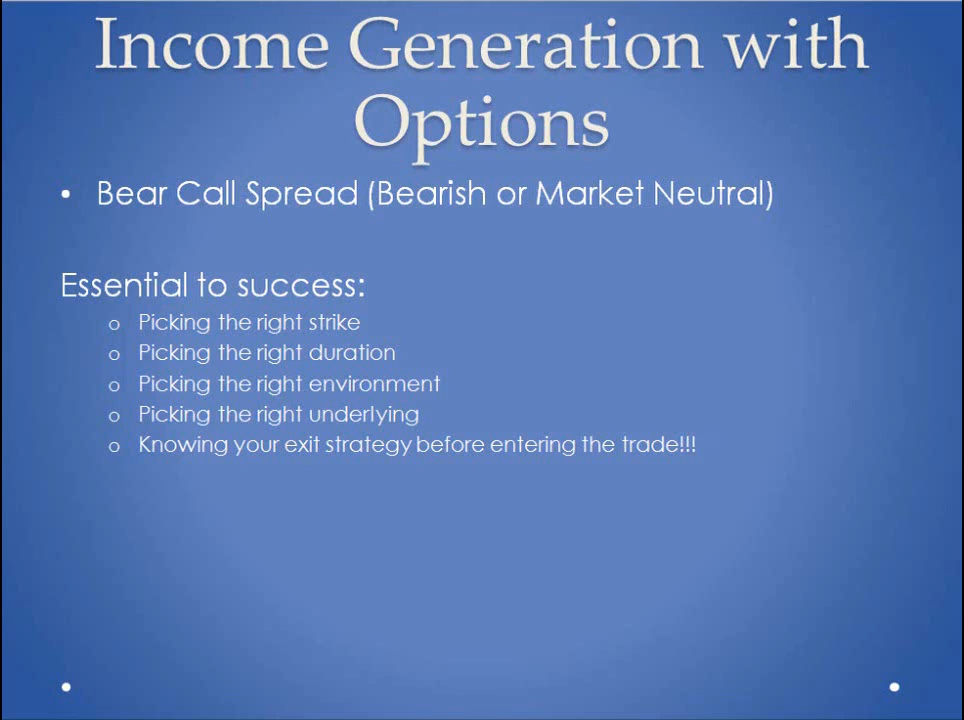 Income Generation with
Options
• Bear Call Spread (Bearish or Market Neutral)
Essential to success:
o Picking the right strike
o Picking the right duration
o Picking the right environment
o Picking the right underlying
o Knowing your exit strategy before entering the trade!!!